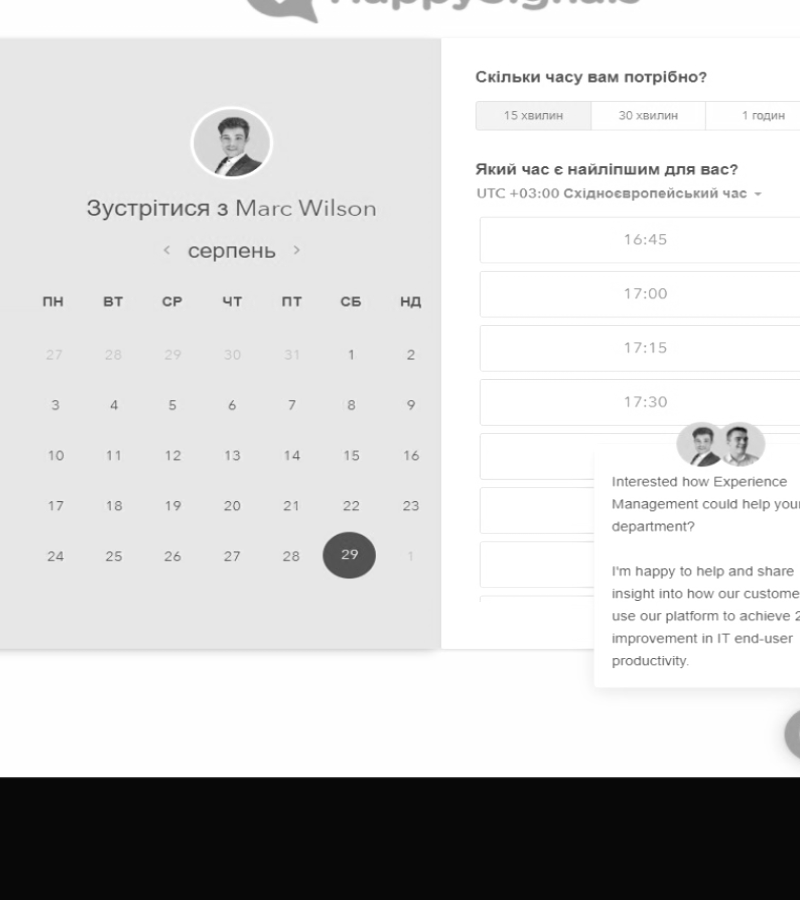 HappySignals
Зустрітися з Marc Wilson
серпень
ПН ВТ СР ЧТ ПТ СБ НД
27 28 29 30 31 1 2
3 4 5 6 7 8 9
10 11 12 13 14 15 16
17 18 19 20 21 22 23
24 25 26 27 28 29 1
Скільки часу вам потрібно?
15 хвилин 30 хвилин 1 годин
Який час є найліпшим для вас?
UTC +03:00 Східноєвропейський час
16:45
17:00
17:15
17:30
Interested how Experience
Management could help your
department?
I'm happy to help and share
insight into how our custome
use our platform to achieve 2
improvement in IT end-user
productivity.